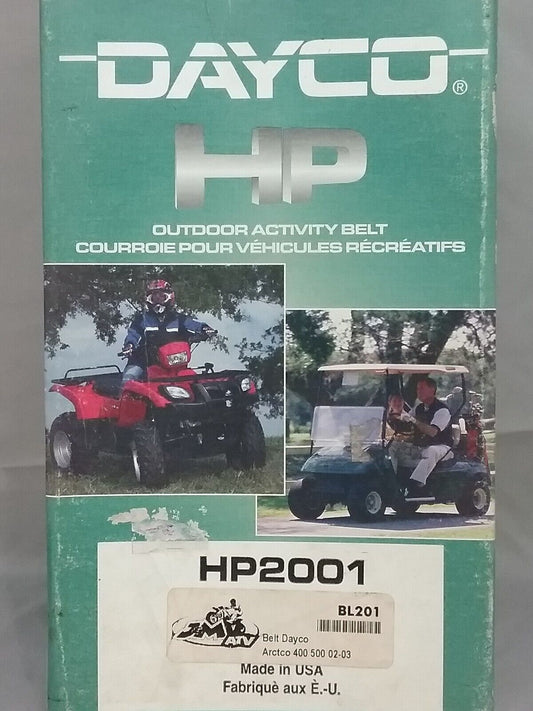 DAYCO®
HP
OUTDOOR ACTIVITY BELT
COURROIE POUR VÉHICULES RÉCRÉATIFS
HP2001
BL201
ATV
Belt Dayco
Arctco 400 500 02-03
Made in USA
Fabriquè aux È.-U.